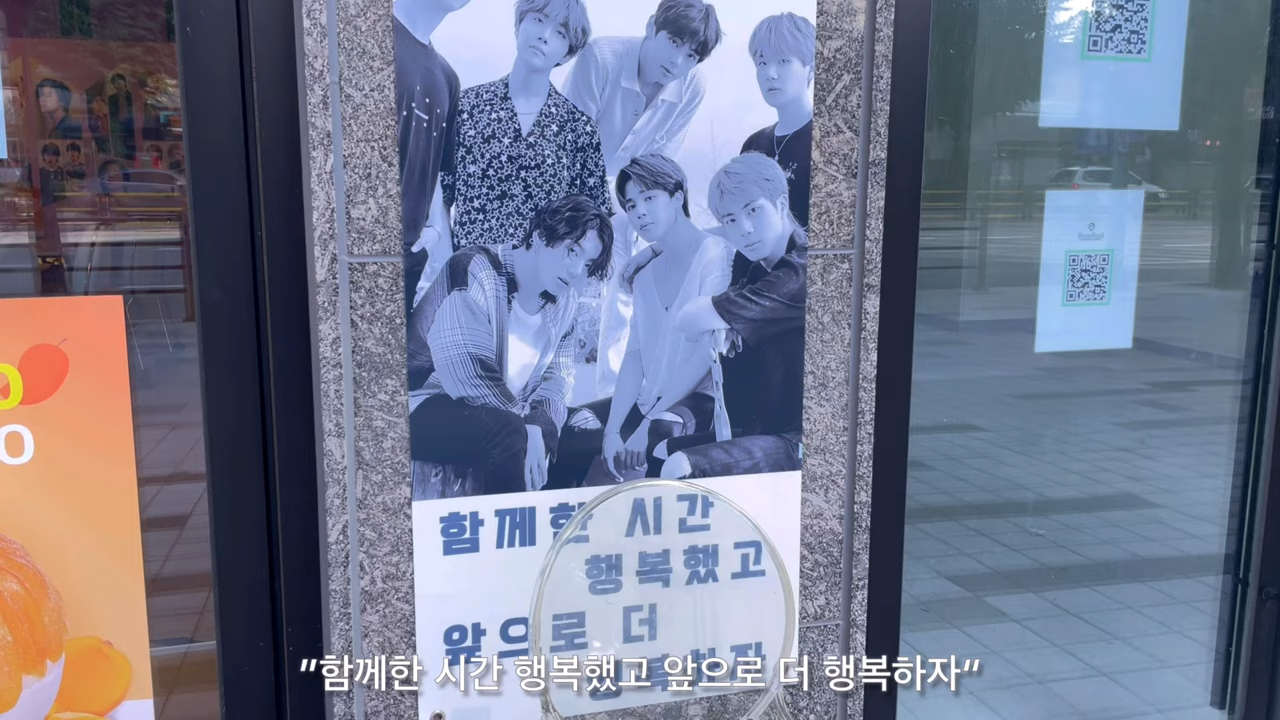 함께한 시간
행복했고
앞으로 더
"함께한 시간 행복했고 앞으로 더 행복하자"